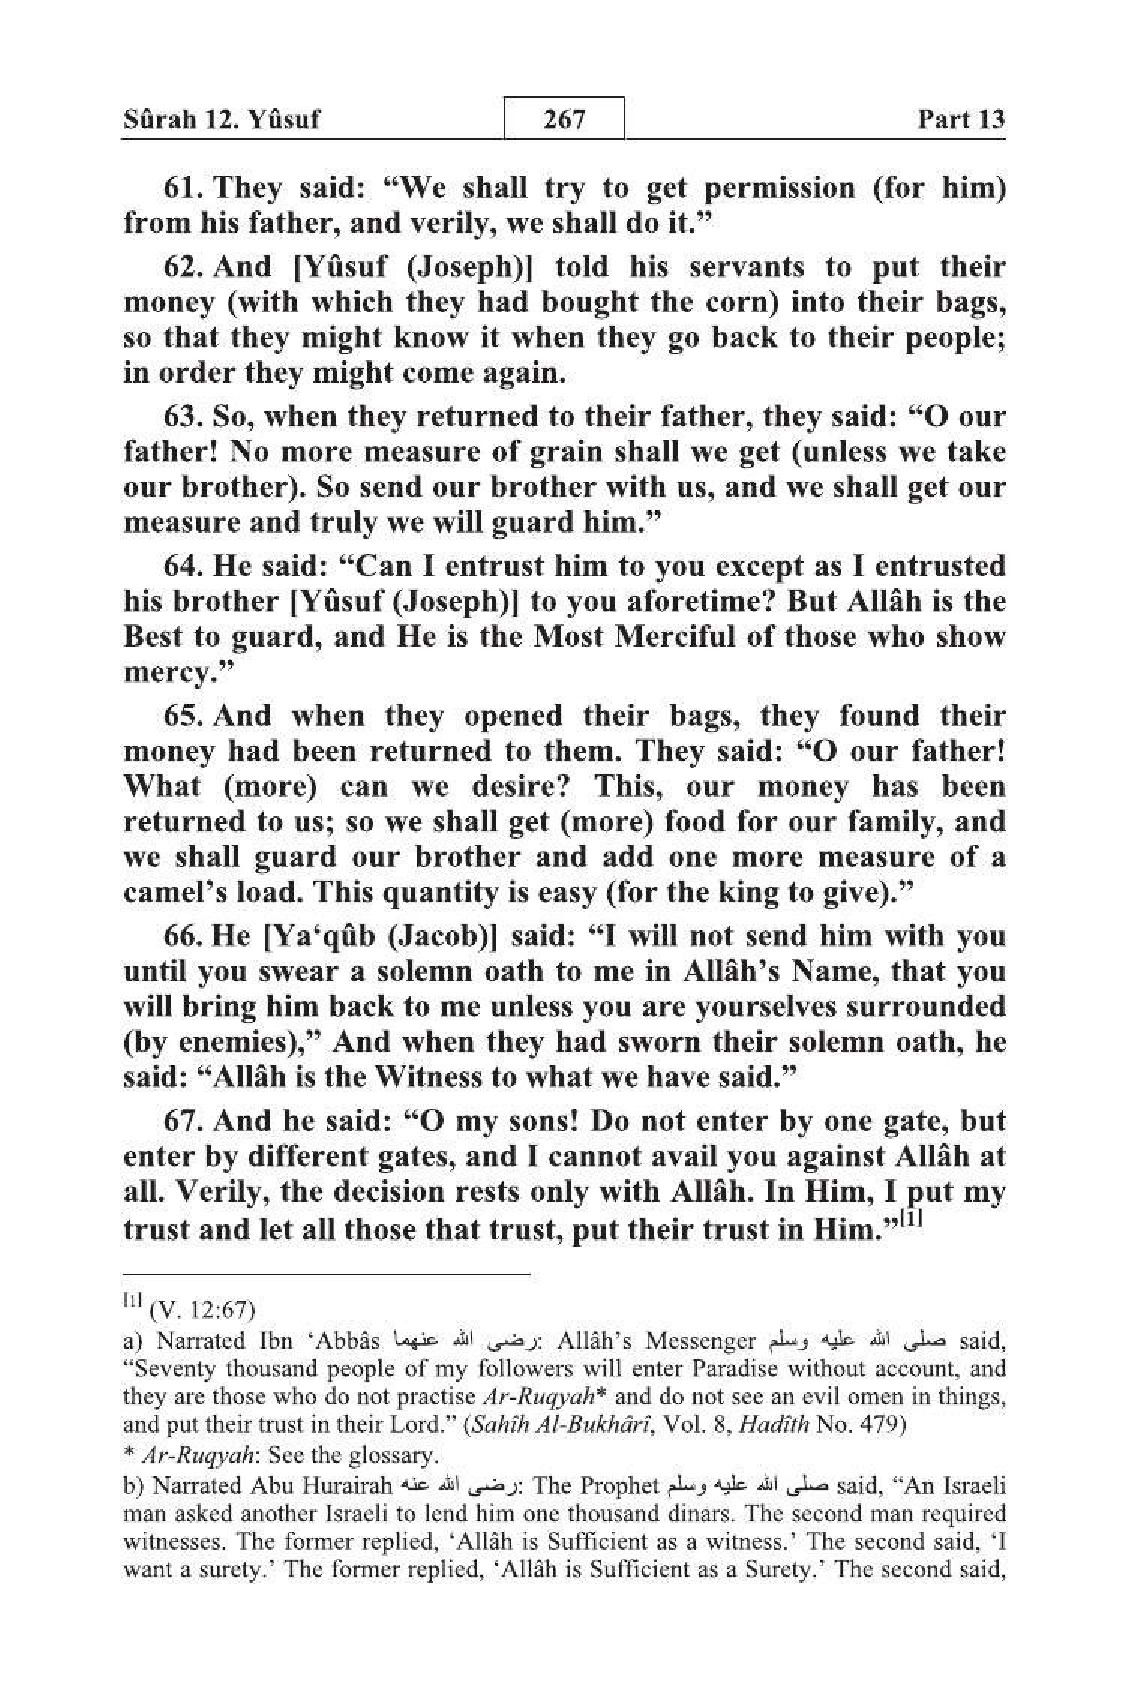 Sûrah 12. Yûsuf 267 Part 13
61. They said: “We shall try to get permission (for him)
from his father, and verily, we shall do it.”
62. And [Yûsuf (Joseph)] told his servants to put their
money (with which they had bought the corn) into their bags,
so that they might know it when they go back to their people;
in order they might come again.
63. So, when they returned to their father, they said: “O our
father! No more measure of grain shall we get (unless we take
our brother). So send our brother with us, and we shall get our
measure and truly we will guard him.”
64. He said: “Can I entrust him to you except as I entrusted
his brother [Yûsuf (Joseph)] to you aforetime? But Allâh is the
Best to guard, and He is the Most Merciful of those who show
mercy.”
65. And when they opened their bags, they found their
money had been returned to them. They said: “O our father!
What (more) can we desire? This, our money has been
returned to us; so we shall get (more) food for our family, and
we shall guard our brother and add one more measure of a
camel’s load. This quantity is easy (for the king to give).”
66. He [Ya‘qûb (Jacob)] said: “I will not send him with you
until you swear a solemn oath to me in Allâh’s Name, that you
will bring him back to me unless you are yourselves surrounded
(by enemies),” And when they had sworn their solemn oath, he
said: “Allâh is the Witness to what we have said.”
67. And he said: “O my sons! Do not enter by one gate, but
enter by different gates, and I cannot avail you against Allâh at
all. Verily, the decision rests only with Allâh. In Him, I put my
trust and let all those that trust, put their trust in Him.”[1]
[1] (V. 12:67)
a) Narrated Ibn ‘Abbâs رضى الله عنهما: Allâh’s Messenger صلى الله عليه وسلم said,
“Seventy thousand people of my followers will enter Paradise without account, and
they are those who do not practise Ar-Ruqyah* and do not see an evil omen in things,
and put their trust in their Lord.” (Sahîh Al-Bukhârî, Vol. 8, Hadîth No. 479)
* Ar-Ruqyah: See the glossary.
b) Narrated Abu Hurairah رضى الله عنه: The Prophet صلى الله عليه وسلم said, “An Israeli
man asked another Israeli to lend him one thousand dinars. The second man required
witnesses. The former replied, ‘Allâh is Sufficient as a witness.’ The second said, ‘I
want a surety.’ The former replied, ‘Allâh is Sufficient as a Surety.’ The second said,